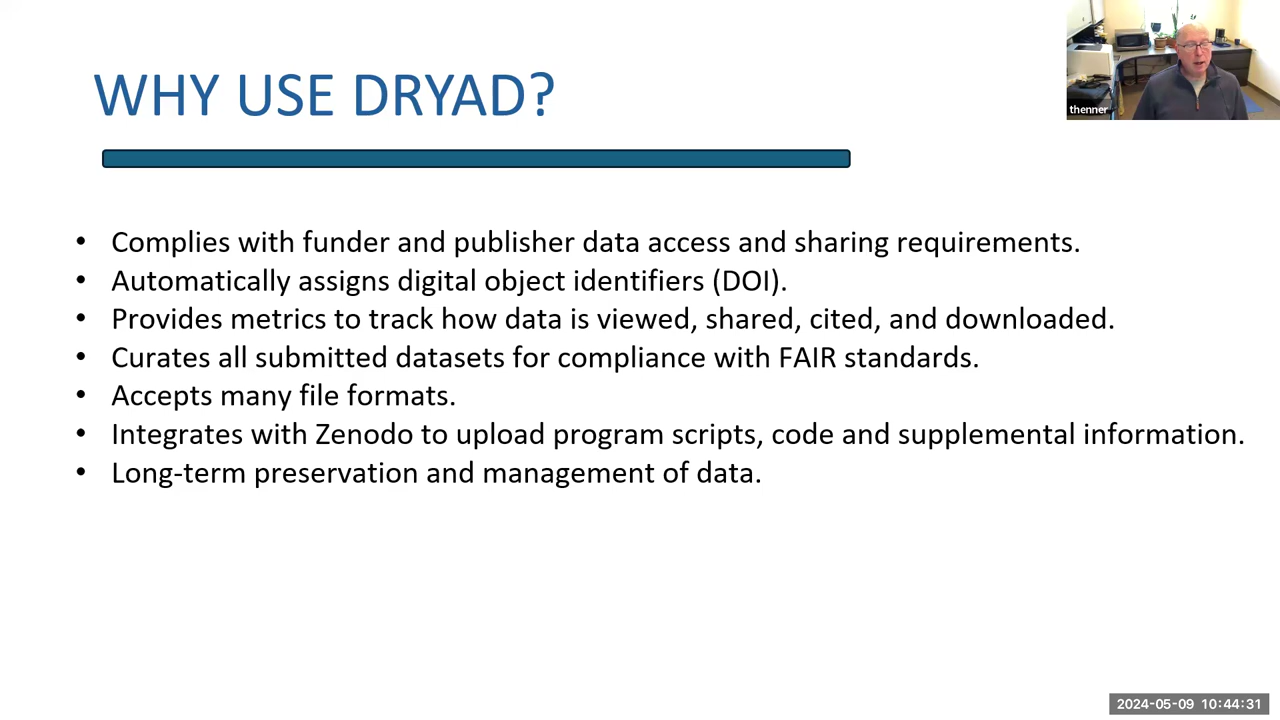 WHY USE DRYAD?
thenner
• Complies with funder and publisher data access and sharing requirements.
• Automatically assigns digital object identifiers (DOI).
• Provides metrics to track how data is viewed, shared, cited, and downloaded.
• Curates all submitted datasets for compliance with FAIR standards.
• Accepts many file formats.
• Integrates with Zenodo to upload program scripts, code and supplemental information.
• Long-term preservation and management of data.
2024-05-09 10:44:31